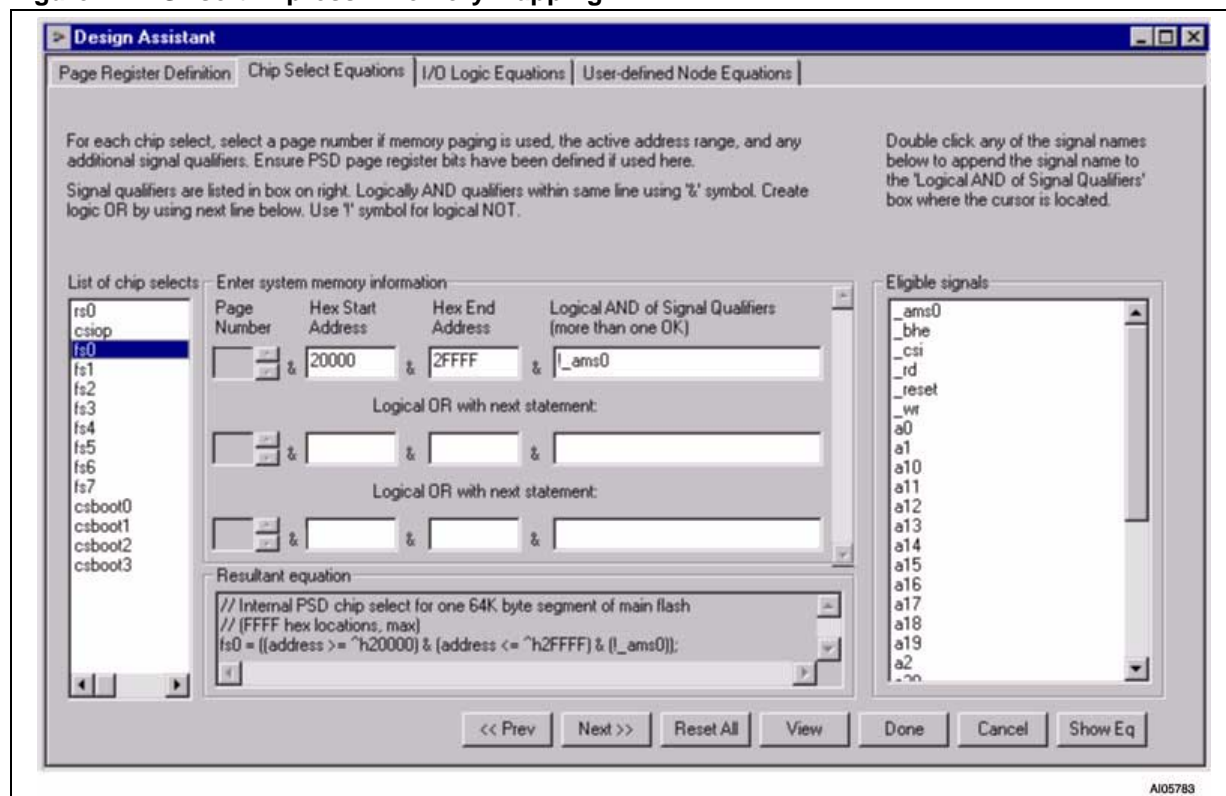 Design Assistant
Page Register Definition Chip Select Equations I/O Logic Equations User-defined Node Equations
For each chip select, select a page number if memory paging is used, the active address range, and any
additional signal qualifiers. Ensure PSD page register bits have been defined if used here.
Signal qualifiers are listed in box on right. Logically AND qualifiers within same line using '&' symbol. Create
logic OR by using next line below. Use '!' symbol for logical NOT.
Double click any of the signal names
below to append the signal name to
the 'Logical AND of Signal Qualifiers'
box where the cursor is located.
List of chip selects
rs0
csiop
fs0
fs1
fs2
fs3
fs4
fs5
fs6
fs7
csboot0
csboot1
csboot2
csboot3
Enter system memory information
Page Number
Hex Start Address
Hex End Address
Logical AND of Signal Qualifiers
(more than one OK)
& 20000 & 2FFFF & !_ams0
Logical OR with next statement:
& & &
Logical OR with next statement:
& & &
Resultant equation
// Internal PSD chip select for one 64K byte segment of main flash
// (FFFF hex locations, max)
fs0 = ((address >= ^h20000) & (address <= ^h2FFFF) & (!_ams0));
Eligible signals
_ams0
_bhe
_csi
_rd
_reset
_wr
a0
a1
a10
a11
a12
a13
a14
a15
a16
a17
a18
a19
a2
<< Prev Next >> Reset All View Done Cancel Show Eq
AI05783